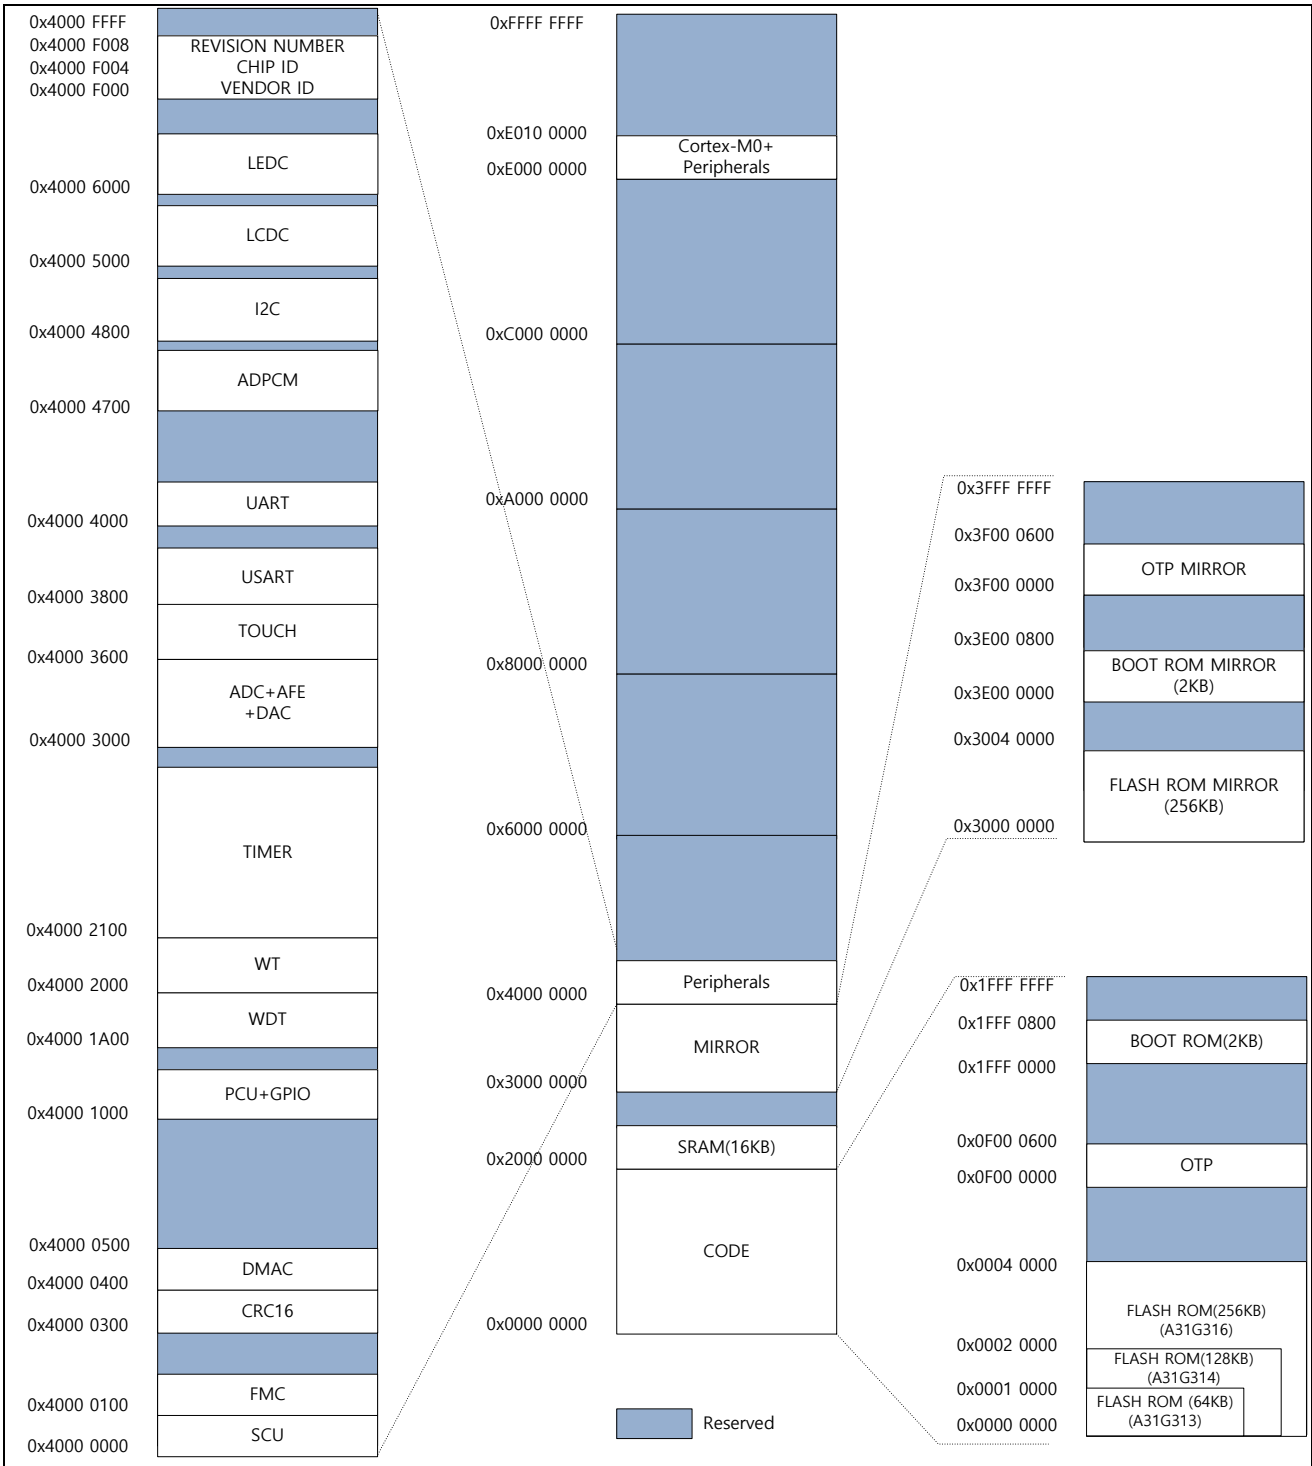 0x4000 FFFF
0x4000 F008
REVISION NUMBER
0x4000 F004
CHIP ID
0x4000 F000
VENDOR ID
LEDC
0x4000 6000
LCDC
0x4000 5000
I2C
0x4000 4800
ADPCM
0x4000 4700
UART
0x4000 4000
USART
0x4000 3800
TOUCH
0x4000 3600
ADC+AFE
+DAC
0x4000 3000
TIMER
0x4000 2100
WT
0x4000 2000
WDT
0x4000 1A00
PCU+GPIO
0x4000 1000
0x4000 0500
DMAC
0x4000 0400
CRC16
0x4000 0300
FMC
0x4000 0100
SCU
0x4000 0000
0xFFFF FFFF
0xE010 0000
Cortex-M0+
Peripherals
0xE000 0000
0xC000 0000
0xA000 0000
0x8000 0000
0x6000 0000
Peripherals
0x4000 0000
MIRROR
0x3000 0000
SRAM(16KB)
0x2000 0000
CODE
0x0000 0000
Reserved
0x3FFF FFFF
0x3F00 0600
OTP MIRROR
0x3F00 0000
0x3E00 0800
BOOT ROM MIRROR
(2KB)
0x3E00 0000
0x3004 0000
FLASH ROM MIRROR
(256KB)
0x3000 0000
0x1FFF FFFF
0x1FFF 0800
BOOT ROM(2KB)
0x1FFF 0000
0x0F00 0600
OTP
0x0F00 0000
0x0004 0000
FLASH ROM(256KB)
(A31G316)
0x0002 0000
FLASH ROM(128KB)
(A31G314)
0x0001 0000
FLASH ROM (64KB)
(A31G313)
0x0000 0000